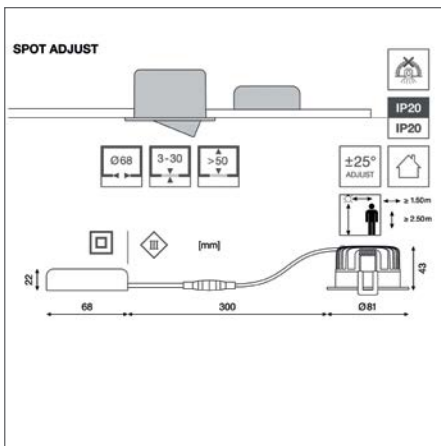 SPOT ADJUST
IP20
IP20
Ø68
3-30
>50
±25°
ADJUST
≥ 1.50m
≥ 2.50m
III
[mm]
22
43
68
300
Ø81